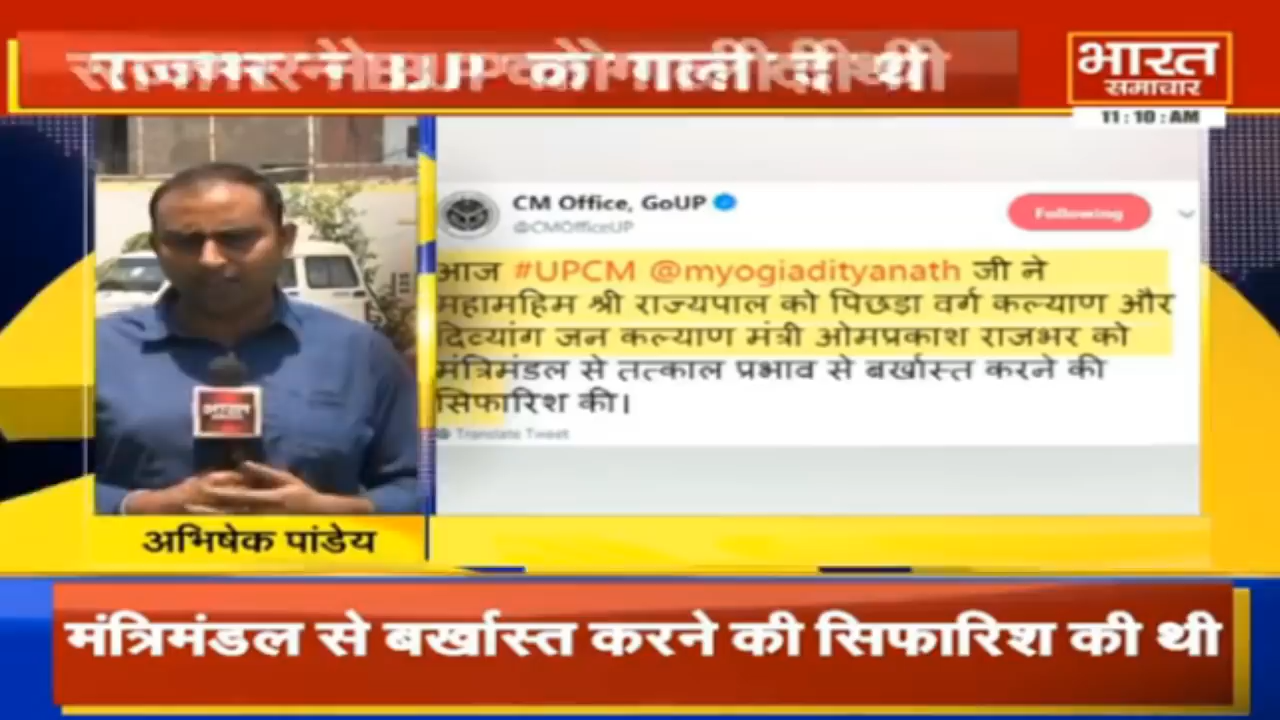 राजभर ने BJP को गाली दी थी
भारत
समाचार
11:10:AM
CM Office, GoUP
@CMOfficeUP
Following
आज #UPCM @myogiadityanath जी ने
महामहिम श्री राज्यपाल को पिछड़ा वर्ग कल्याण और
दिव्यांग जन कल्याण मंत्री ओमप्रकाश राजभर को
मंत्रिमंडल से तत्काल प्रभाव से बर्खास्त करने की
सिफारिश की।
Translate Tweet
अभिषेक पांडेय
मंत्रिमंडल से बर्खास्त करने की सिफारिश की थी